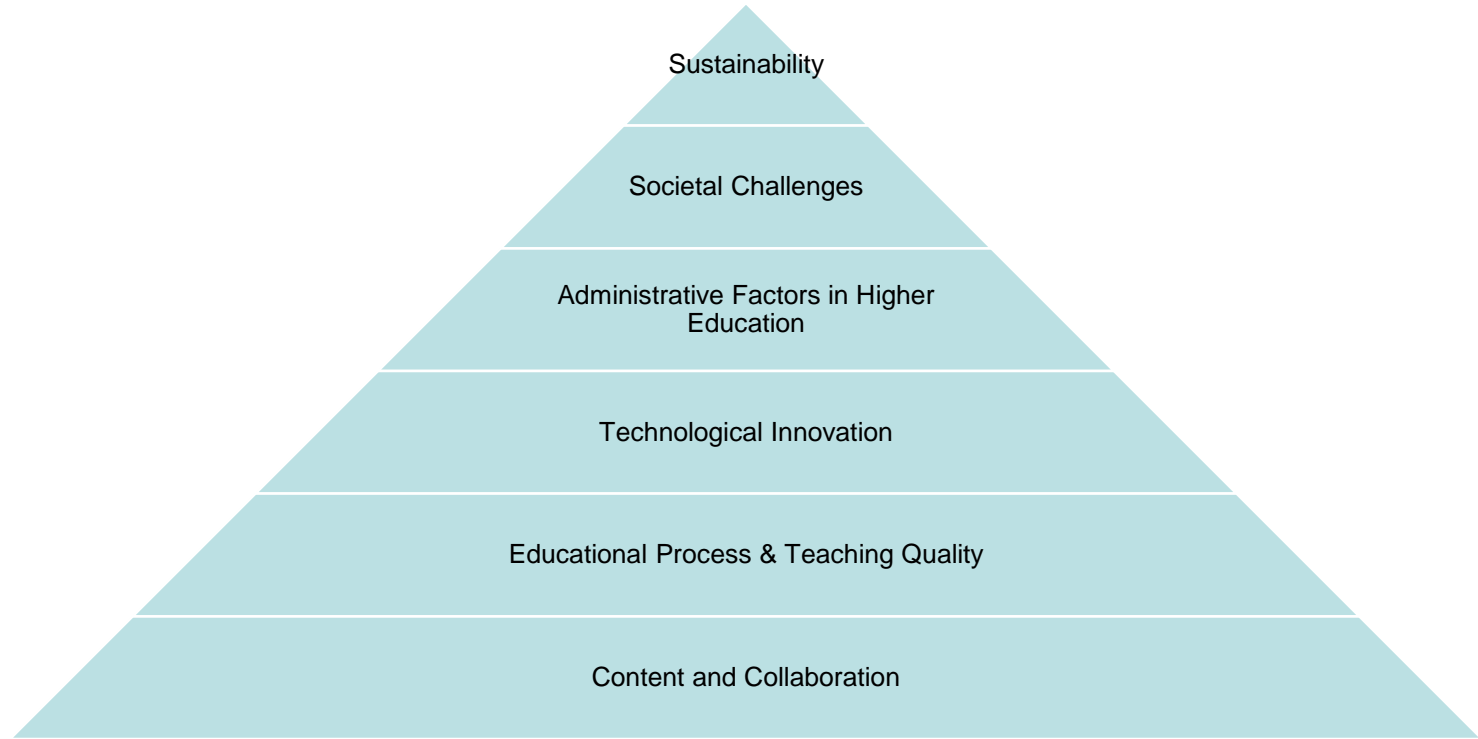 Sustainability
Societal Challenges
Administrative Factors in Higher
Education
Technological Innovation
Educational Process & Teaching Quality
Content and Collaboration